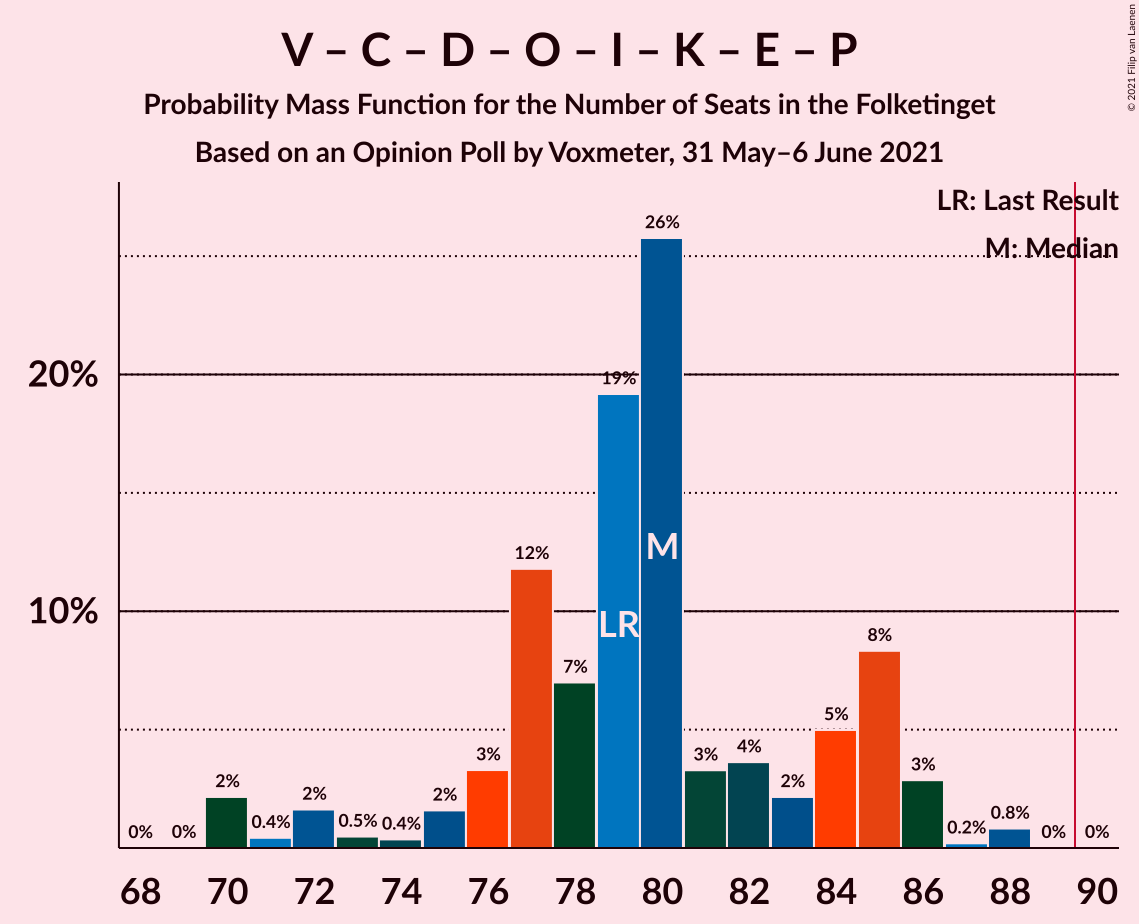 V – C – D – O – I – K – E – P
Probability Mass Function for the Number of Seats in the Folketinget
Based on an Opinion Poll by Voxmeter, 31 May–6 June 2021
© 2021 Filip van Laenen
LR: Last Result
M: Median
20%
10%
0%
0%
2%
0.4%
2%
0.5%
0.4%
2%
3%
12%
7%
19%
26%
3%
4%
2%
5%
8%
3%
0.2%
0.8%
0%
0%
LR
M
68 70 72 74 76 78 80 82 84 86 88 90